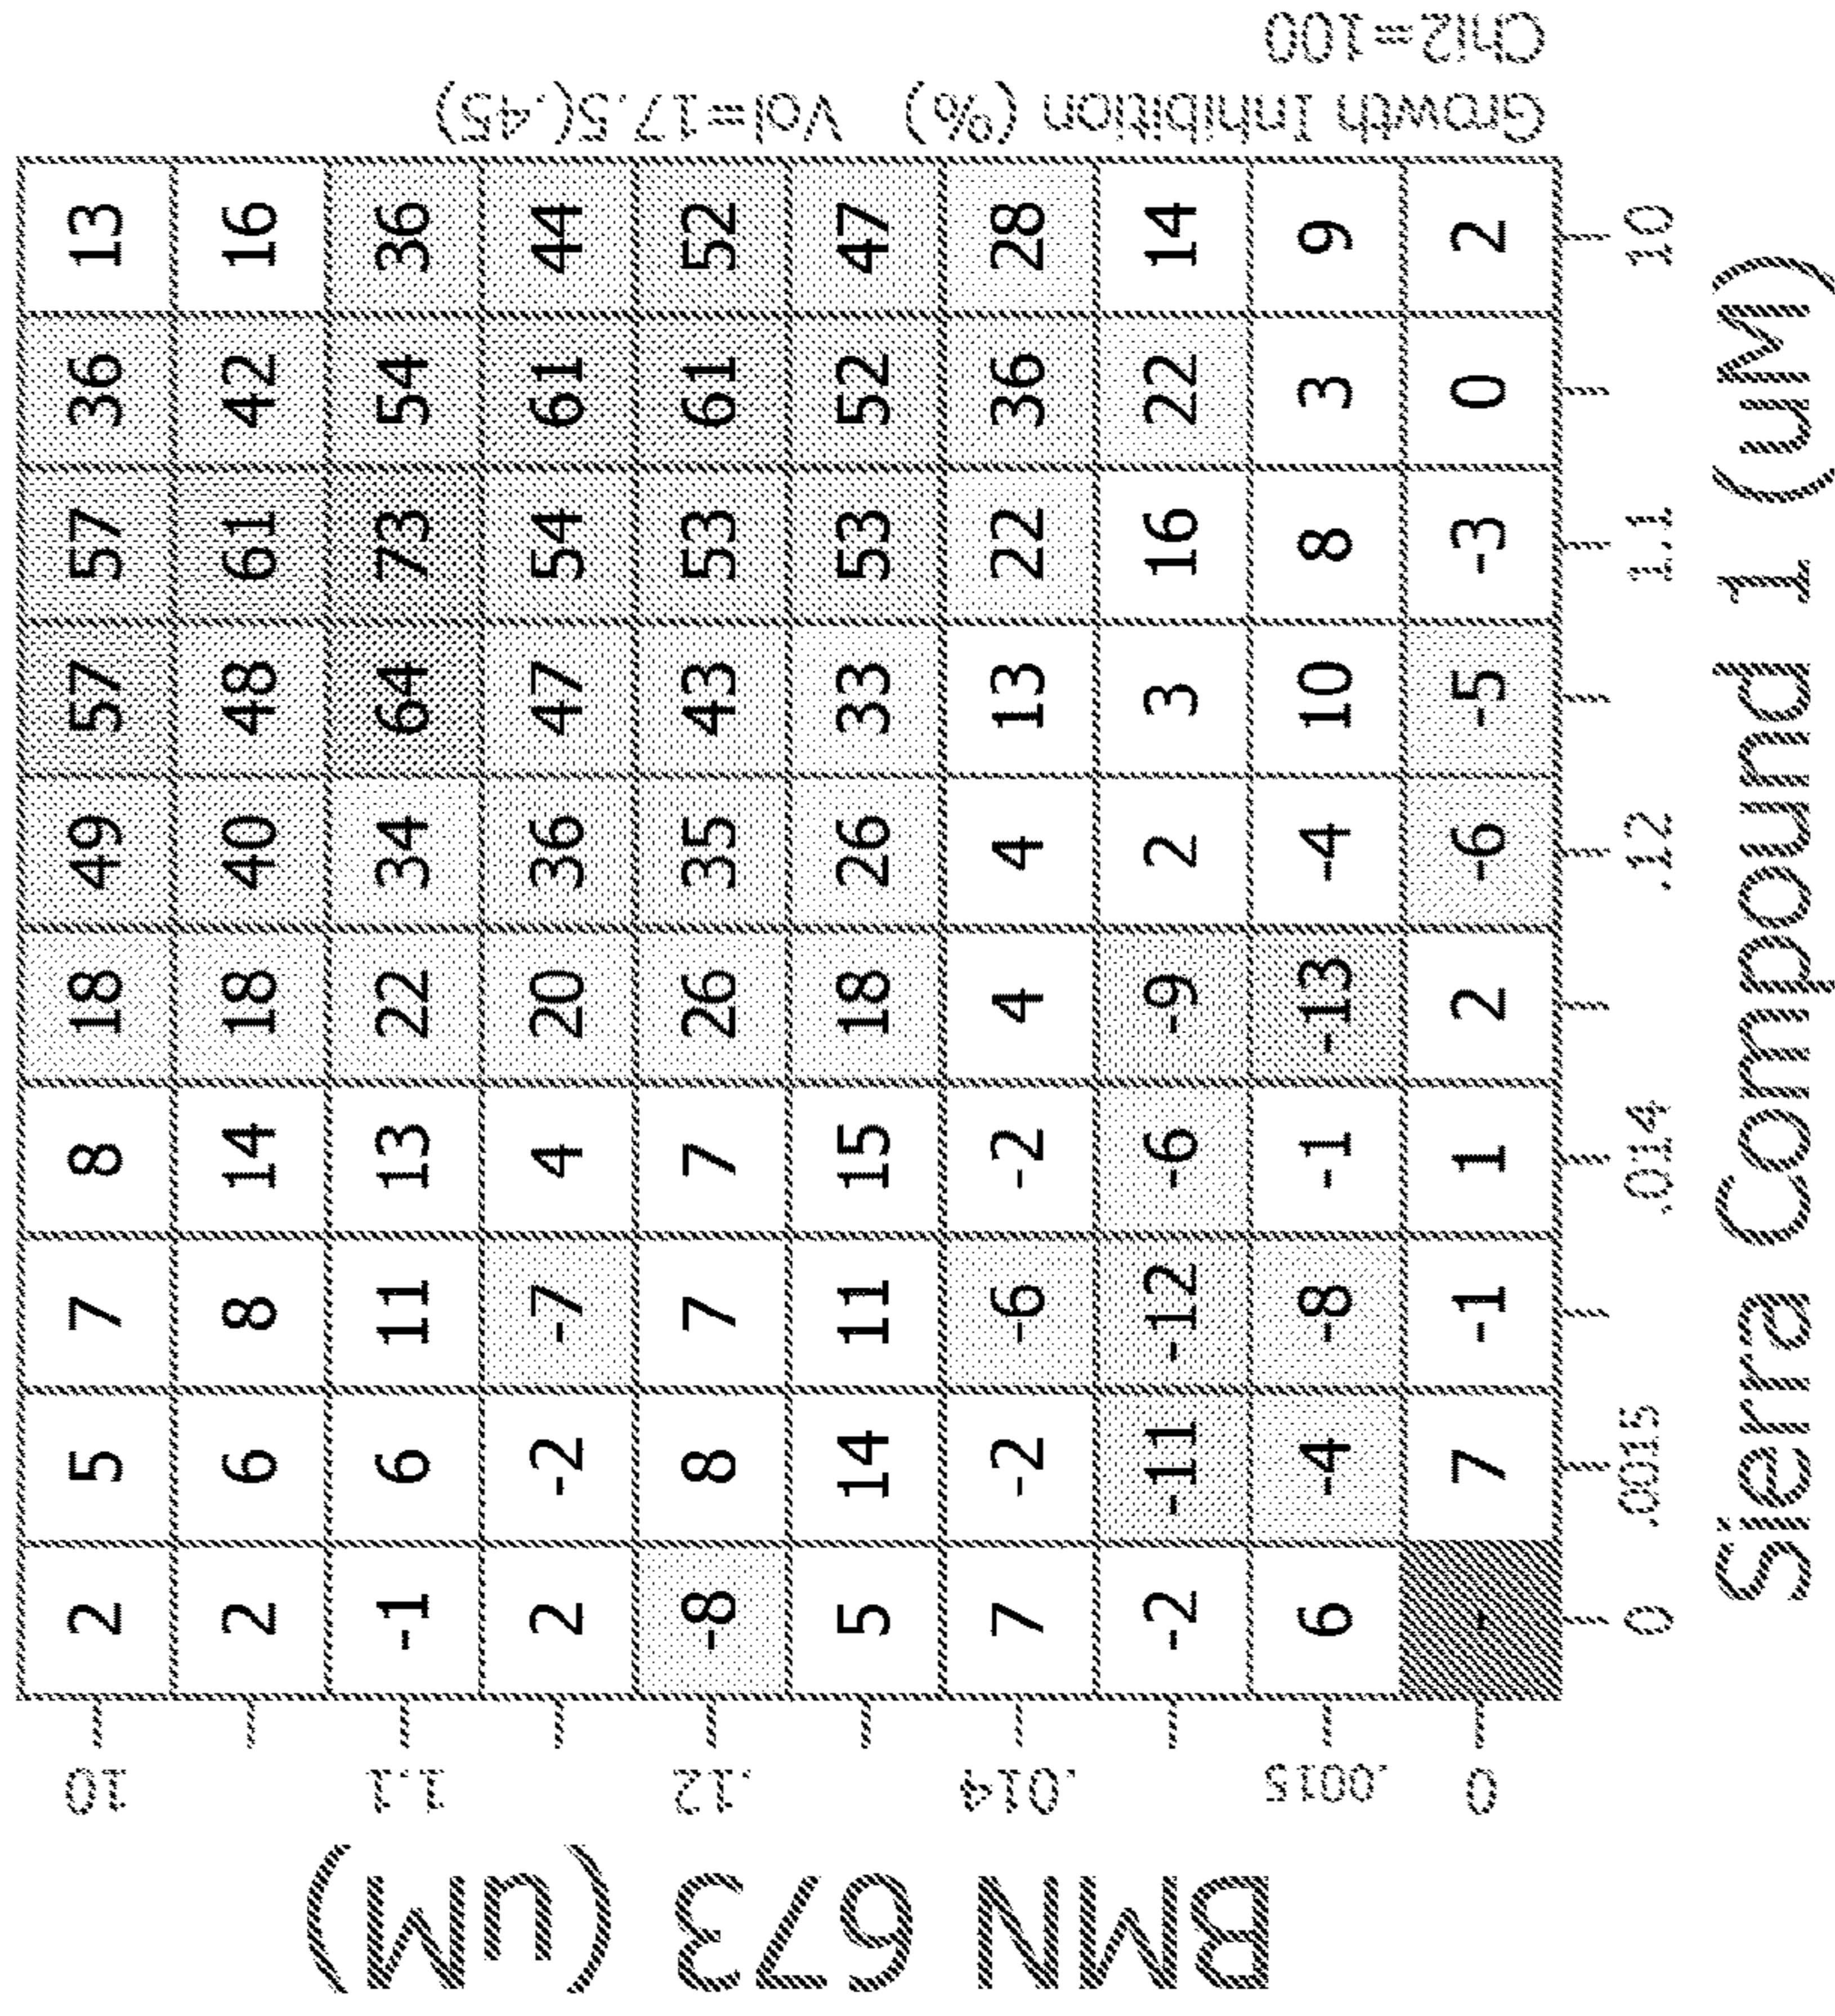 BMN 673 (uM)
10 2 5 7 8 18 49 57 57 36 13
2 6 8 14 18 40 48 61 42 16
1.1 -1 6 11 13 22 34 64 73 54 36
2 -2 -7 4 20 36 47 54 61 44
.12 -8 8 7 7 26 35 43 53 61 52
5 14 11 15 18 26 33 53 52 47
.014 7 -2 -6 -2 4 4 13 22 36 28
-2 -11 -12 -6 -9 2 3 16 22 14
.0015 6 -4 -8 -1 -13 -4 10 8 3 9
0 - 7 -1 1 2 -6 -5 -3 0 2
0 .0015 .014 .12 1.1 10
Sierra Compound 1 (uM)
Growth Inhibition (%) Vol=17.5(.45)
Chi2=100